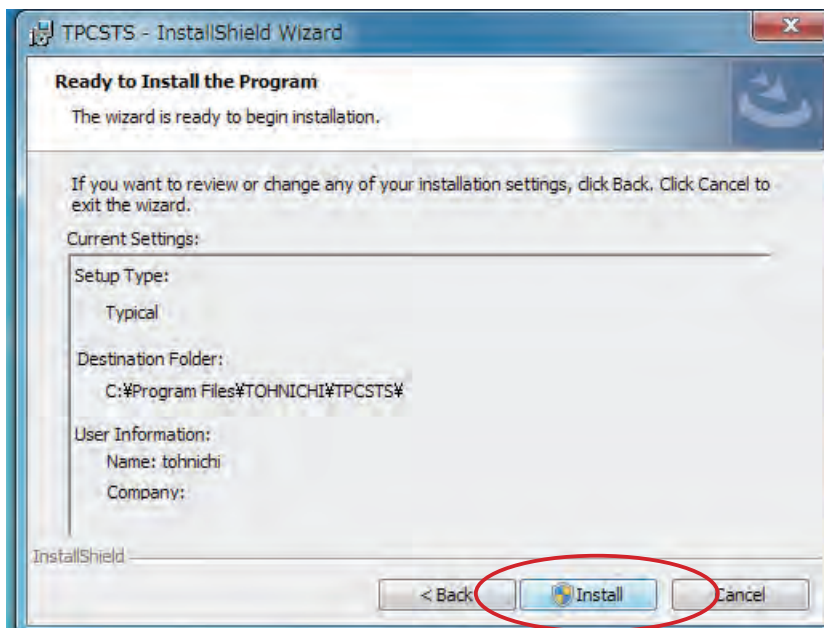 TPCSTS - InstallShield Wizard
Ready to Install the Program
The wizard is ready to begin installation.
If you want to review or change any of your installation settings, click Back. Click Cancel to
exit the wizard.
Current Settings:
Setup Type:
Typical
Destination Folder:
C:¥Program Files¥TOHNICHI¥TPCSTS¥
User Information:
Name: tohnichi
Company:
InstallShield
< Back
Install
Cancel